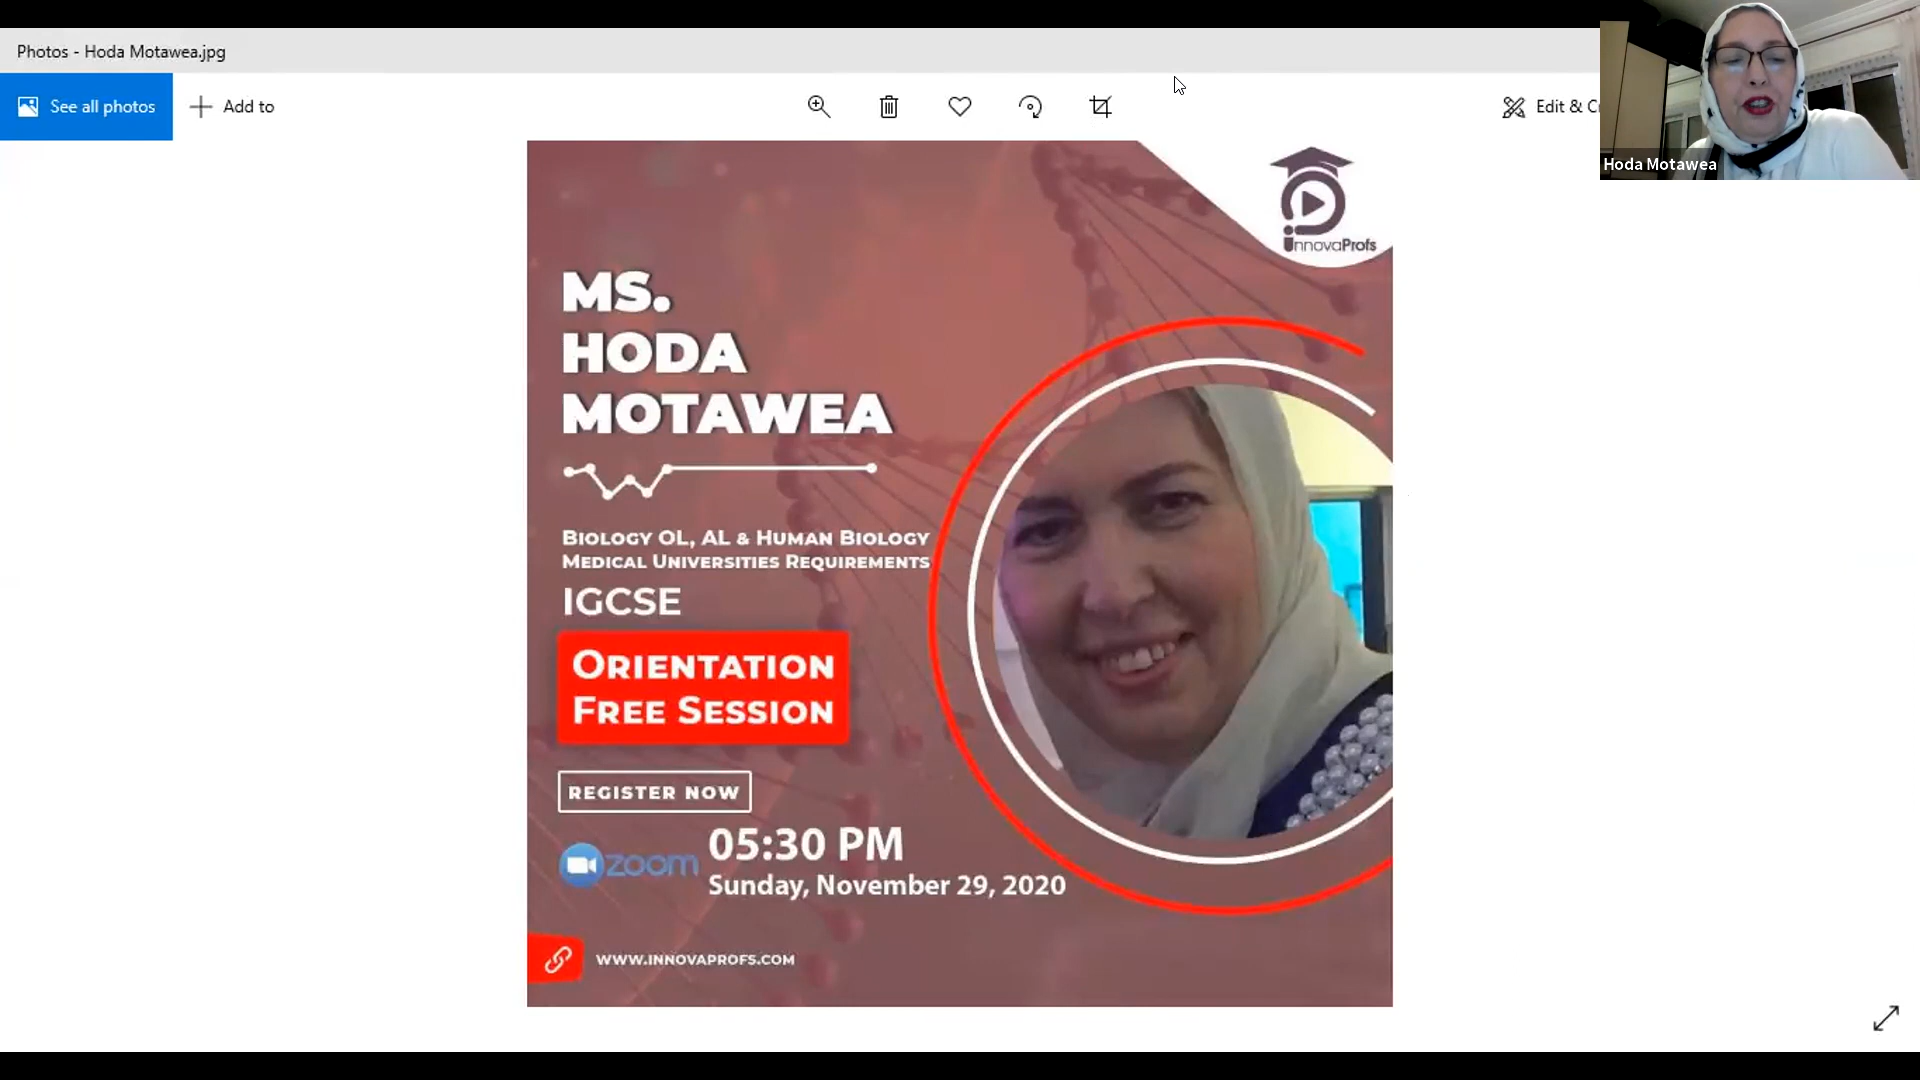 Photos - Hoda Motawea.jpg
See all photos
Add to
Edit & C
Hoda Motawea
innovaProfs
MS.
HODA
MOTAWEA
BIOLOGY OL, AL & HUMAN BIOLOGY
MEDICAL UNIVERSITIES REQUIREMENTS
IGCSE
ORIENTATION
FREE SESSION
REGISTER NOW
zoom
05:30 PM
Sunday, November 29, 2020
WWW.INNOVAPROFS.COM